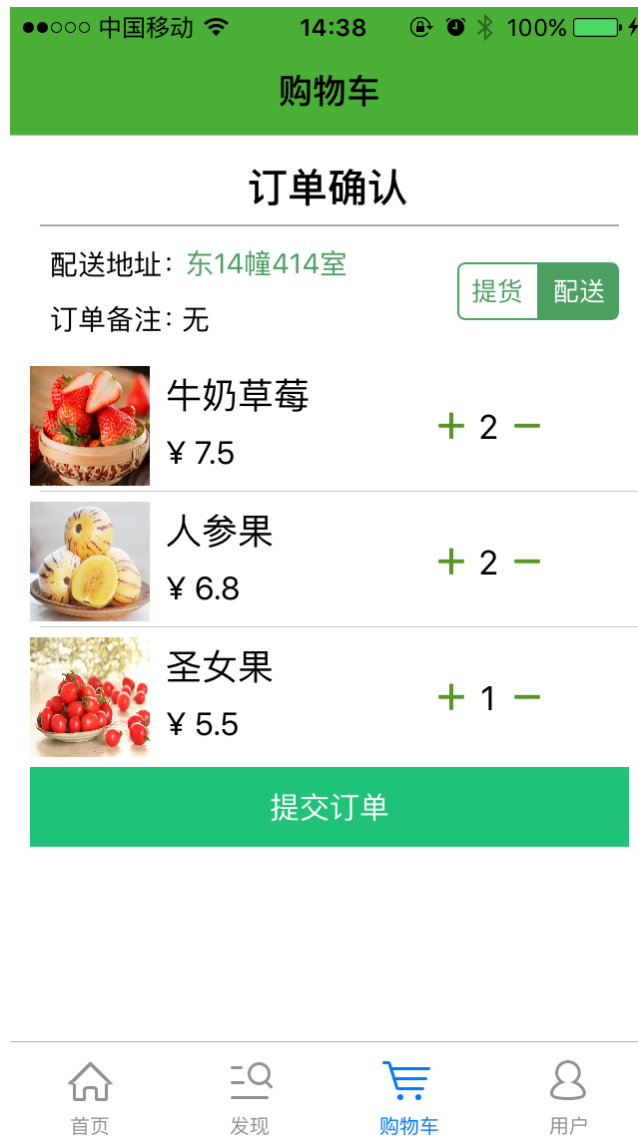 中国移动 14:38 100%
购物车
订单确认
配送地址：东14幢414室
提货 配送
订单备注：无
牛奶草莓
¥ 7.5
+ 2 −
人参果
¥ 6.8
+ 2 −
圣女果
¥ 5.5
+ 1 −
提交订单
首页 发现 购物车 用户